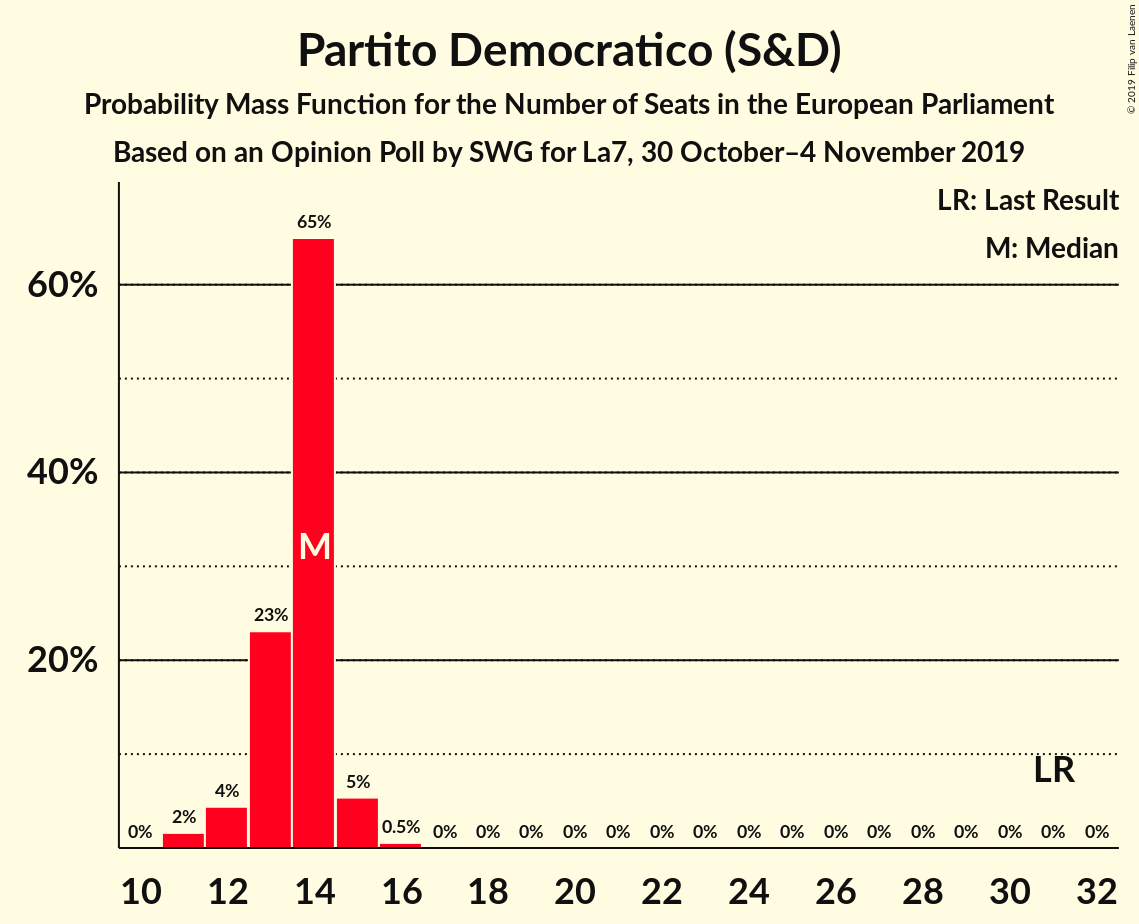 Partito Democratico (S&D)
Probability Mass Function for the Number of Seats in the European Parliament
Based on an Opinion Poll by SWG for La7, 30 October–4 November 2019
© 2019 Filip van Laenen
LR: Last Result
M: Median
65%
60%
40%
M
23%
20%
LR
0% 2% 4% 5% 0.5% 0% 0% 0% 0% 0% 0% 0% 0% 0% 0% 0% 0% 0% 0% 0% 0%
10 12 14 16 18 20 22 24 26 28 30 32